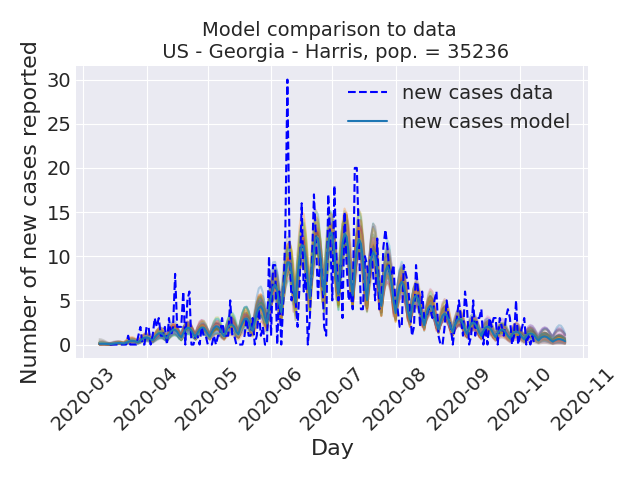 Model comparison to data
US - Georgia - Harris, pop. = 35236
Number of new cases reported
30
25
20
15
10
5
0
new cases data
new cases model
2020-03
2020-04
2020-05
2020-06
2020-07
2020-08
2020-09
2020-10
2020-11
Day